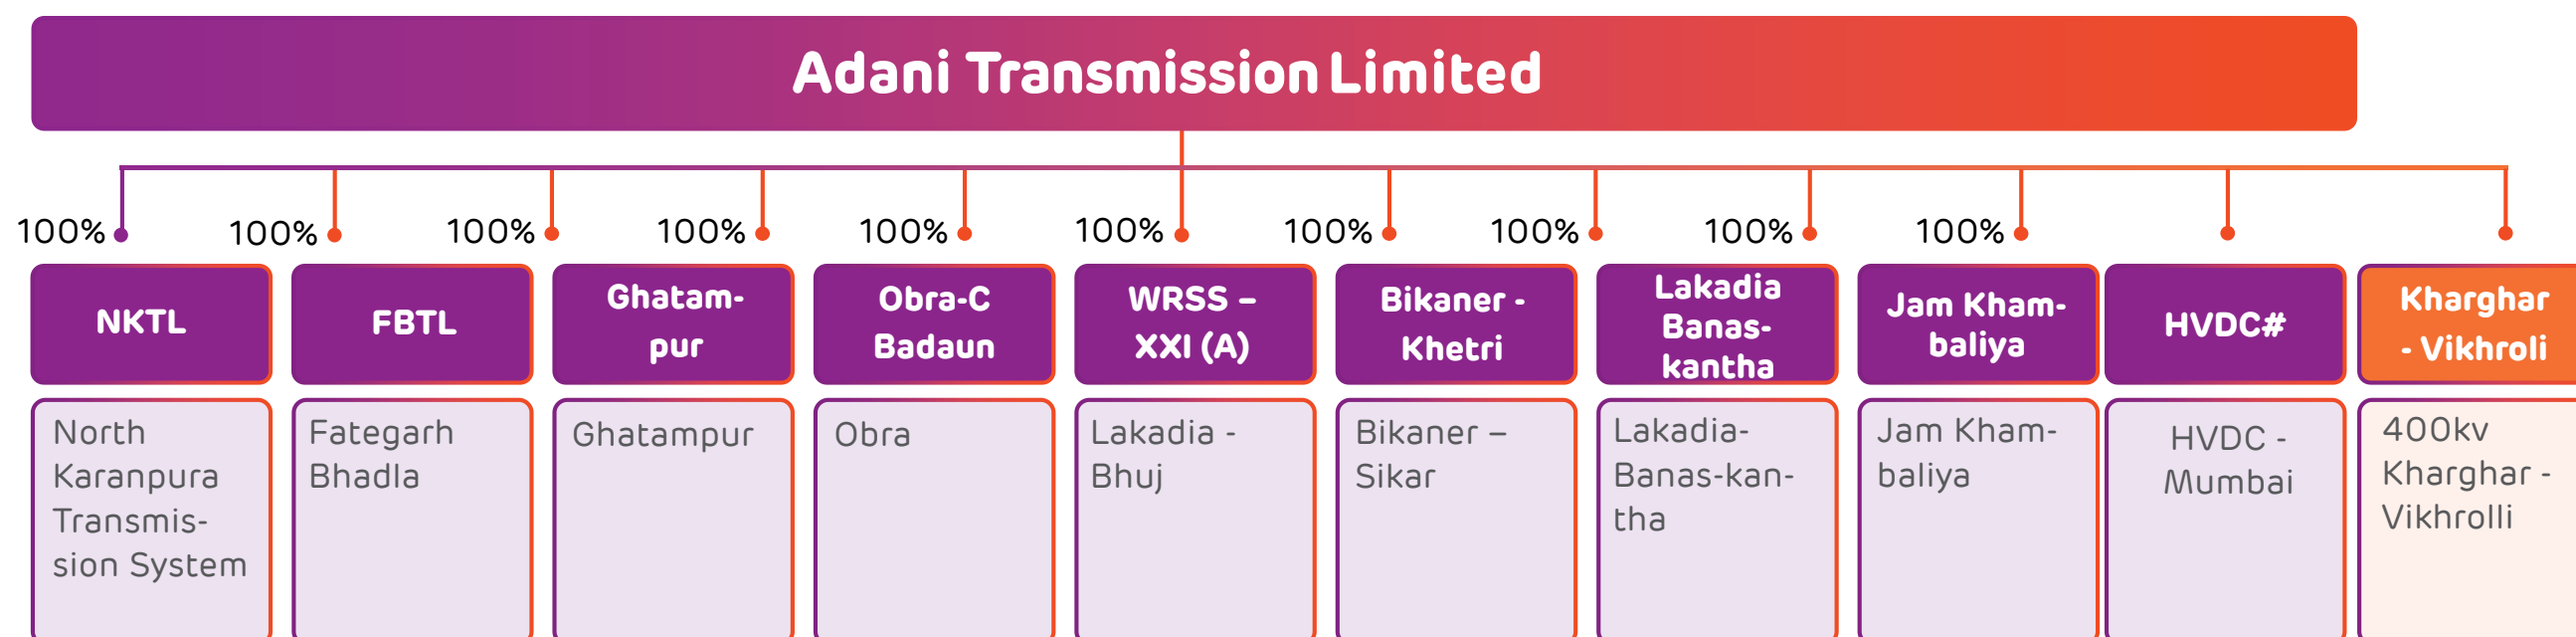 Adani Transmission Limited
100% 100% 100% 100% 100% 100% 100% 100% 100% 100%
NKTL
FBTL
Ghatam-
pur
Obra-C
Badaun
WRSS –
XXI (A)
Bikaner -
Khetri
Lakadia
Banas-
kantha
Jam Kham-
baliya
HVDC#
Kharghar
- Vikhroli
North
Karanpura
Transmis-
sion System
Fategarh
Bhadla
Ghatampur
Obra
Lakadia -
Bhuj
Bikaner –
Sikar
Lakadia-
Banas-kan-
tha
Jam Kham-
baliya
HVDC -
Mumbai
400kv
Kharghar -
Vikhrolli